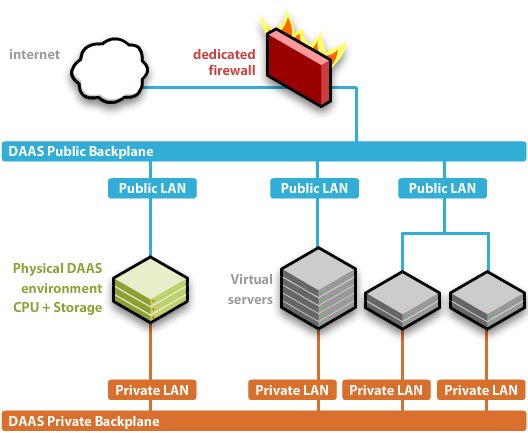 internet
dedicated
firewall
DAAS Public Backplane
Public LAN
Public LAN
Public LAN
Physical DAAS
environment
CPU + Storage
Virtual
servers
Private LAN
Private LAN
Private LAN
Private LAN
DAAS Private Backplane